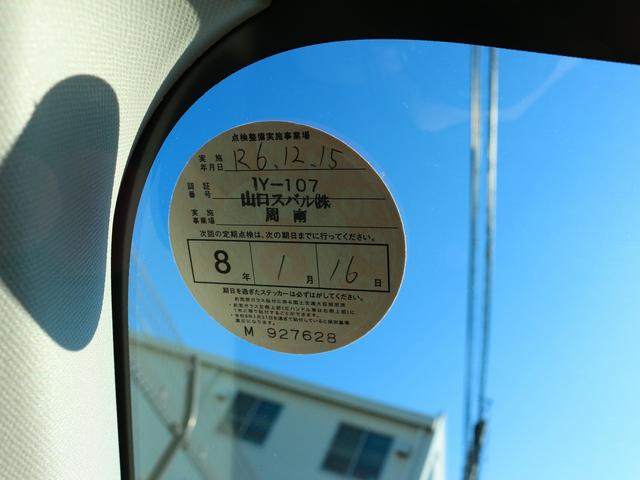 点検整備実施事業場
実施年月日 R6.12.15
認証番号 1Y-107
山口スバル㈱
実施事業場 周南
次回の定期点検は、次の期日までに行ってください。
8年 1月 16日
期日を過ぎたステッカーは必ずはがしてください。
M 927628